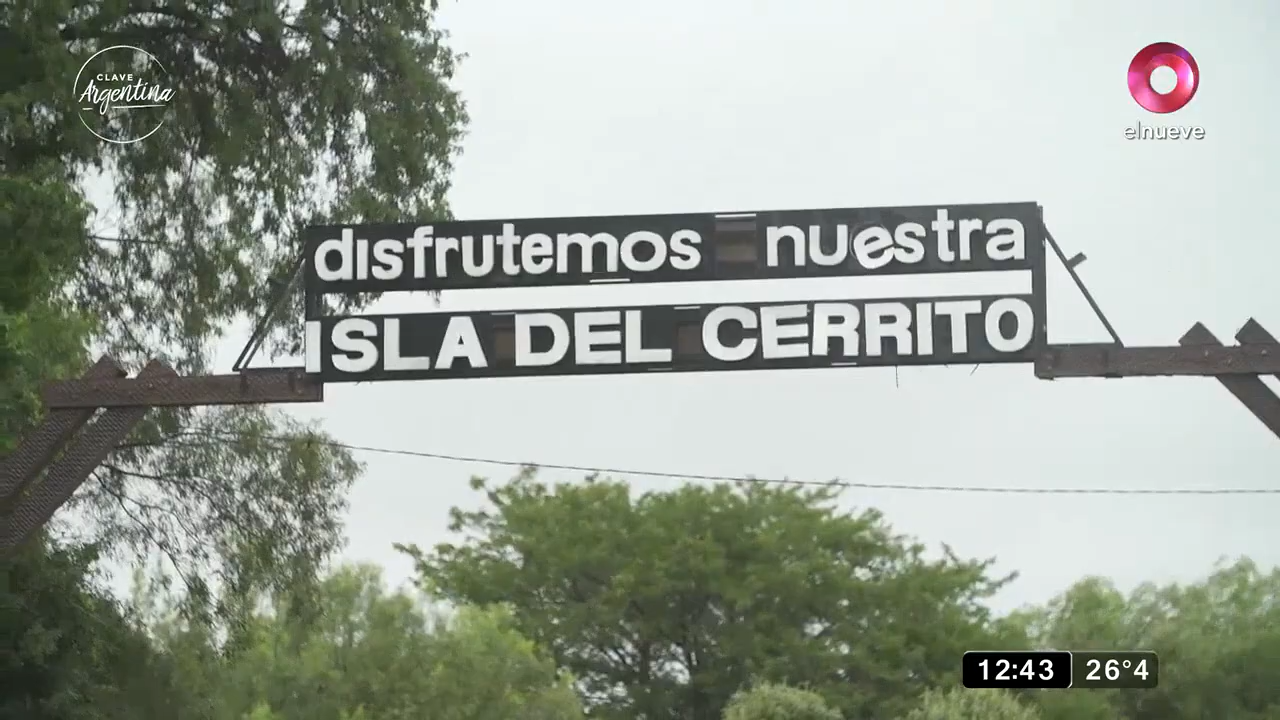 CLAVE
Argentina
elnueve
disfrutemos nuestra
ISLA DEL CERRITO
12:43 26°4